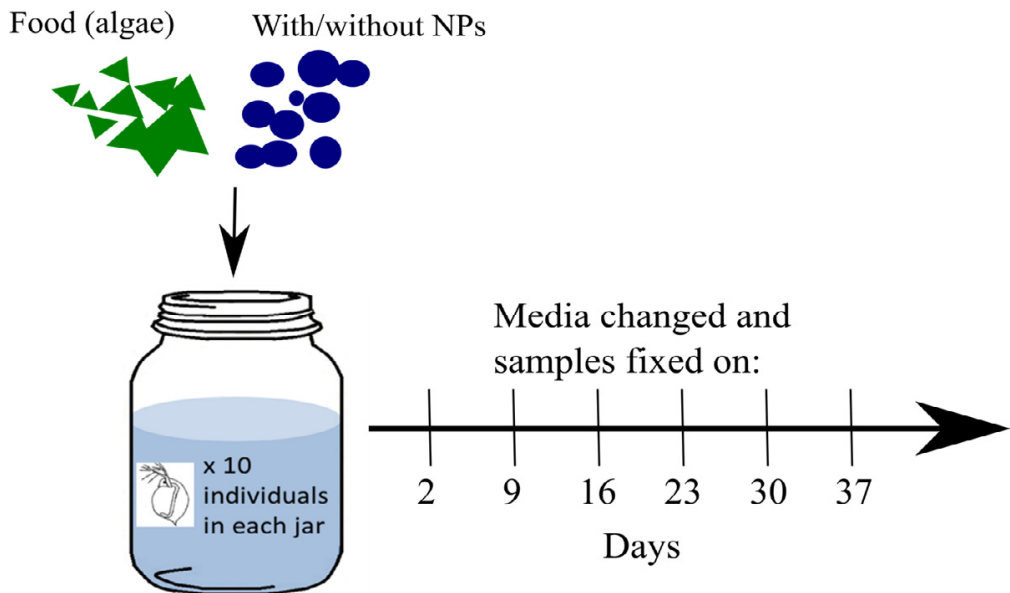 Food (algae)
With/without NPs
Media changed and
samples fixed on:
x 10
individuals
in each jar
2 9 16 23 30 37
Days